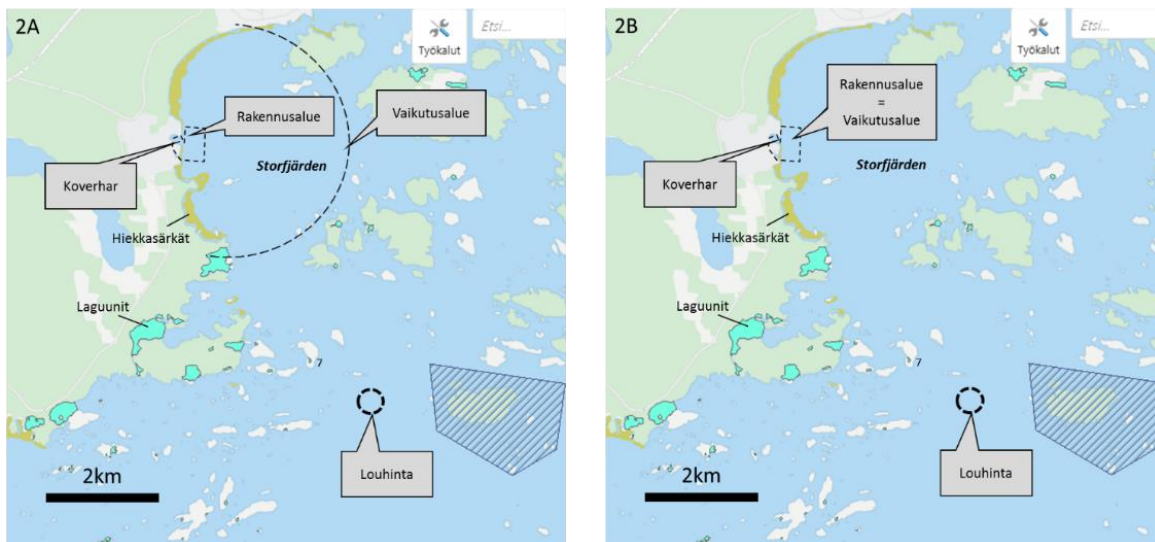 2A
Etsi...
Työkalut
Rakennusalue
Vaikutusalue
Storfjärden
Koverhar
Hiekkasärkät
Laguunit
7
2km
Louhinta
2B
Etsi...
Työkalut
Rakennusalue
=
Vaikutusalue
Storfjärden
Koverhar
Hiekkasärkät
Laguunit
7
2km
Louhinta